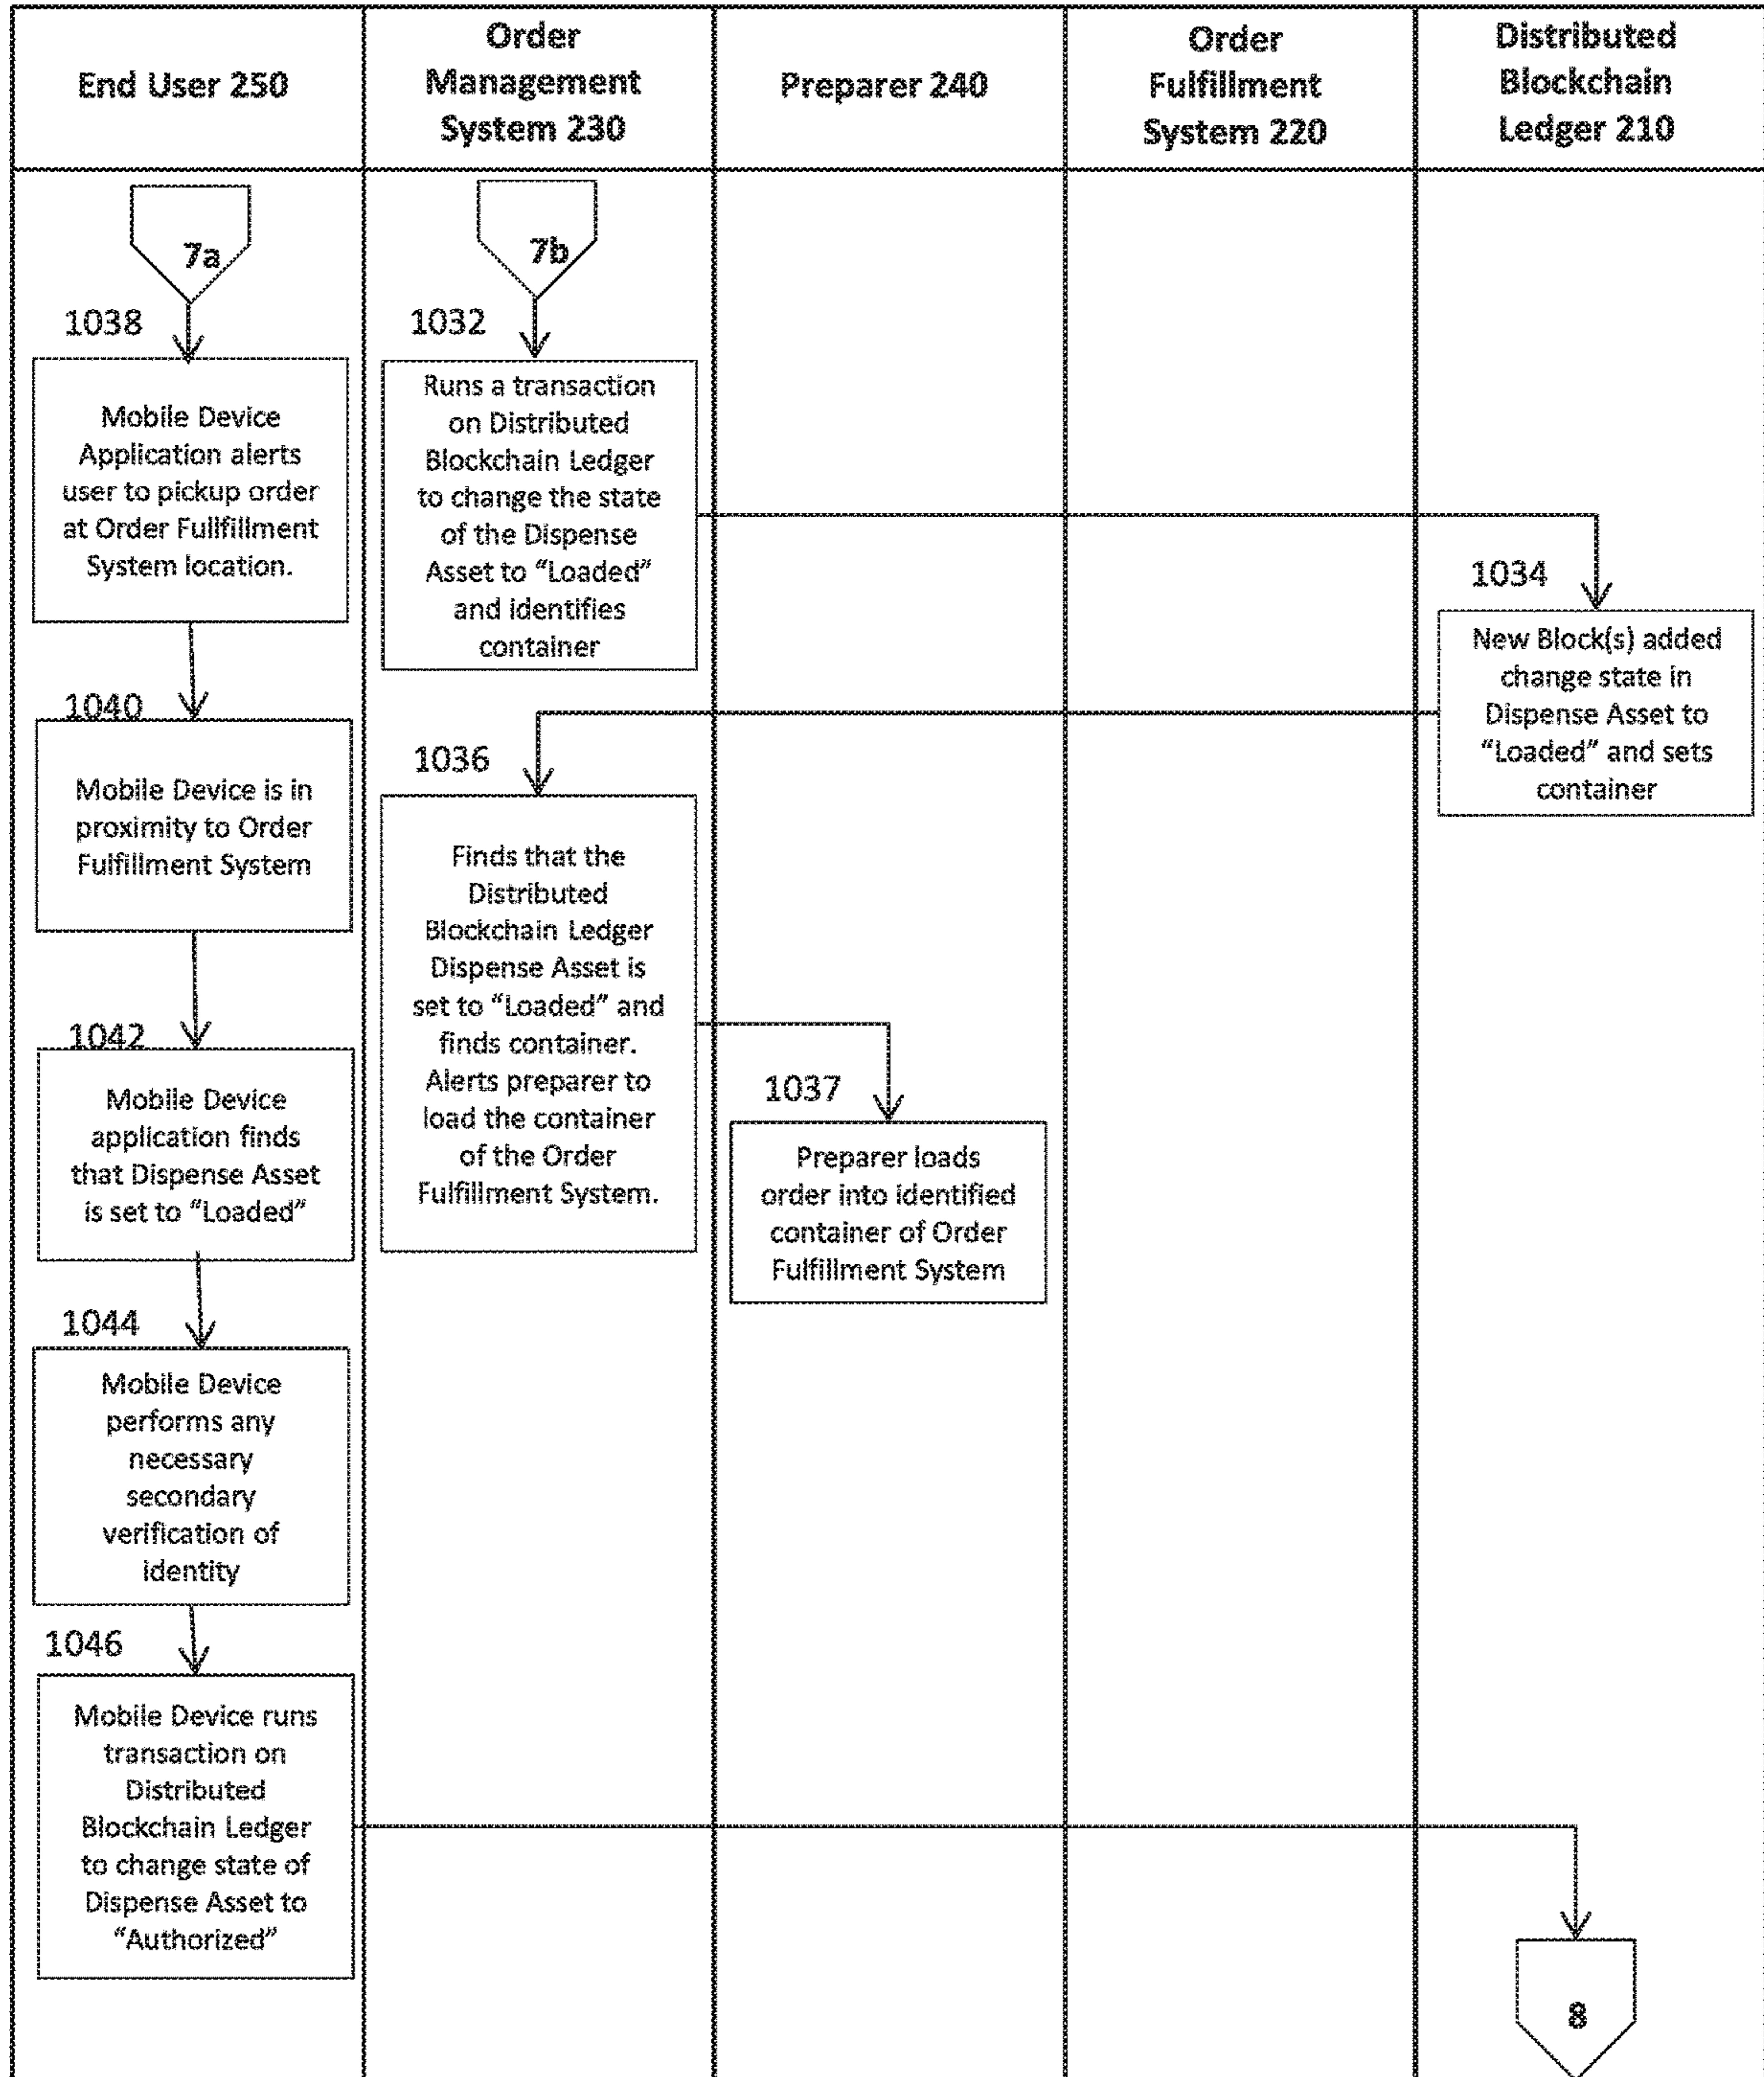 End User 250
Order
Management
System 230
Preparer 240
Order
Fulfillment
System 220
Distributed
Blockchain
Ledger 210
7a
1038
Mobile Device
Application alerts
user to pickup order
at Order Fullfillment
System location.
1040
Mobile Device is in
proximity to Order
Fulfillment System
1042
Mobile Device
application finds
that Dispense Asset
is set to “Loaded”
1044
Mobile Device
performs any
necessary
secondary
verification of
identity
1046
Mobile Device runs
transaction on
Distributed
Blockchain Ledger
to change state of
Dispense Asset to
“Authorized”
7b
1032
Runs a transaction
on Distributed
Blockchain Ledger
to change the state
of the Dispense
Asset to “Loaded”
and identifies
container
1036
Finds that the
Distributed
Blockchain Ledger
Dispense Asset is
set to “Loaded” and
finds container.
Alerts preparer to
load the container
of the Order
Fulfillment System.
1037
Preparer loads
order into identified
container of Order
Fulfillment System
1034
New Block(s) added
change state in
Dispense Asset to
“Loaded” and sets
container
8